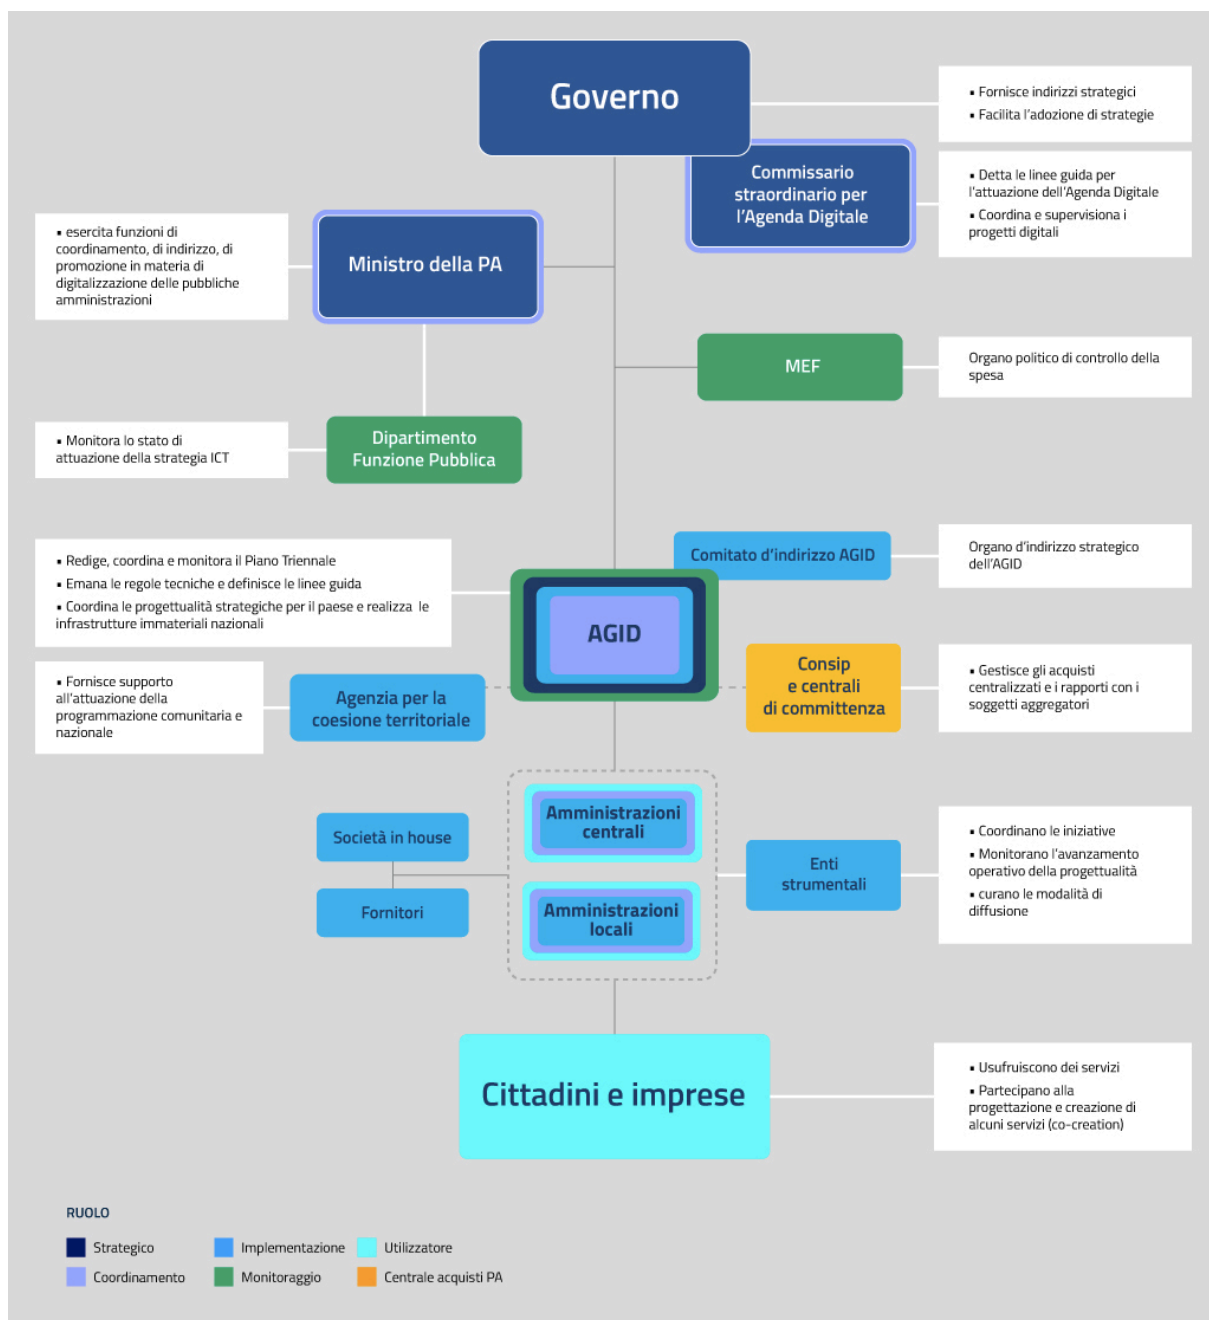 Governo
▪ Fornisce indirizzi strategici
▪ Facilita l'adozione di strategie
Commissario
straordinario per
l'Agenda Digitale
▪ Detta le linee guida per
l'attuazione dell'Agenda Digitale
▪ Coordina e supervisiona i
progetti digitali
▪ esercita funzioni di
coordinamento, di indirizzo, di
promozione in materia di
digitalizzazione delle pubbliche
amministrazioni
Ministro della PA
MEF
Organo politico di controllo della
spesa
▪ Monitora lo stato di
attuazione della strategia ICT
Dipartimento
Funzione Pubblica
▪ Redige, coordina e monitora il Piano Triennale
▪ Emana le regole tecniche e definisce le linee guida
▪ Coordina le progettualità strategiche per il paese e realizza le
infrastrutture immateriali nazionali
Comitato d'indirizzo AGID
Organo d'indirizzo strategico
dell'AGID
AGID
▪ Fornisce supporto
all'attuazione della
programmazione comunitaria e
nazionale
Agenzia per la
coesione territoriale
Consip
e centrali
di committenza
▪ Gestisce gli acquisti
centralizzati e i rapporti con i
soggetti aggregatori
Società in house
Fornitori
Amministrazioni
centrali
Amministrazioni
locali
Enti
strumentali
▪ Coordinano le iniziative
▪ Monitorano l'avanzamento
operativo della progettualità
▪ curano le modalità di
diffusione
Cittadini e imprese
▪ Usufruiscono dei servizi
▪ Partecipano alla
progettazione e creazione di
alcuni servizi (co-creation)
RUOLO
Strategico
Implementazione
Utilizzatore
Coordinamento
Monitoraggio
Centrale acquisti PA